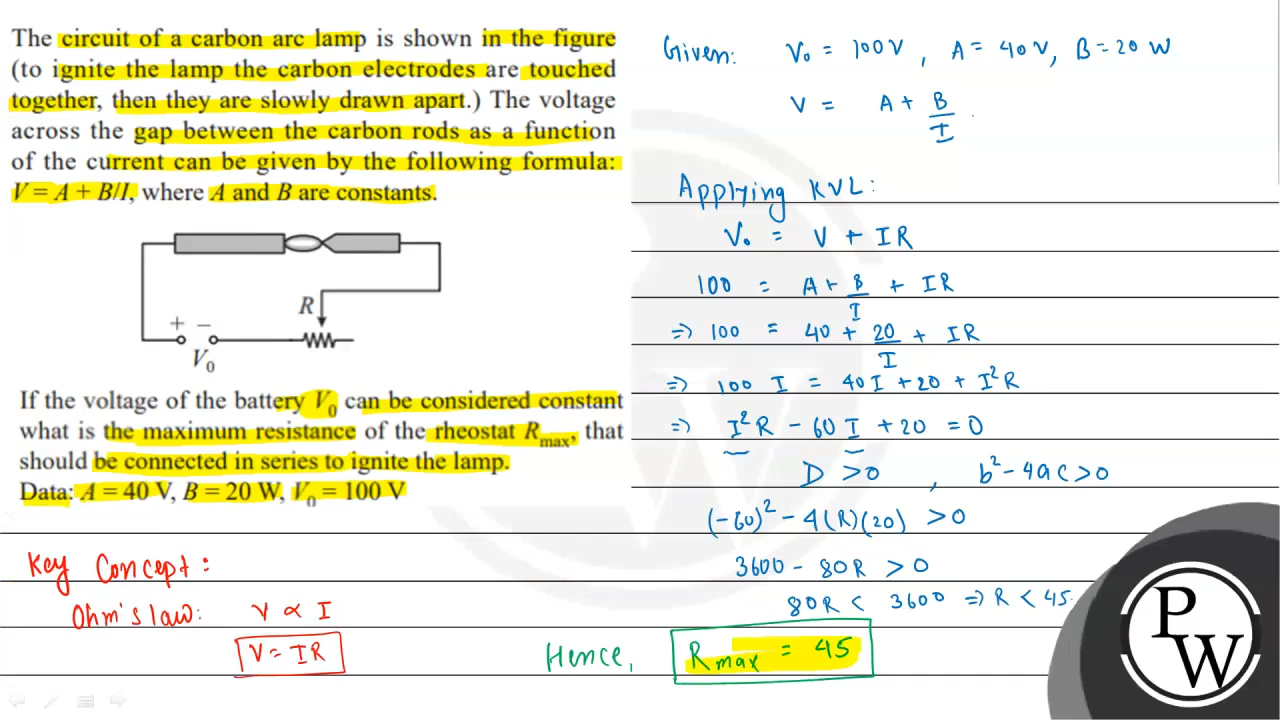 The circuit of a carbon arc lamp is shown in the figure
(to ignite the lamp the carbon electrodes are touched
together, then they are slowly drawn apart.) The voltage
across the gap between the carbon rods as a function
of the current can be given by the following formula:
V = A + B/I, where A and B are constants.
R
+ −
V₀
If the voltage of the battery V₀ can be considered constant
what is the maximum resistance of the rheostat Rmax, that
should be connected in series to ignite the lamp.
Data: A = 40 V, B = 20 W, V₀ = 100 V
Key Concept:
Ohm's law: V ∝ I
V = IR
Given: V₀ = 100V, A = 40V, B = 20 W
V = A + B/I
Applying KVL:
V₀ = V + IR
100 = A + B/I + IR
⇒ 100 = 40 + 20/I + IR
⇒ 100 I = 40I + 20 + I²R
⇒ I²R − 60 I + 20 = 0
D > 0, b² − 4ac > 0
(−60)² − 4(R)(20) > 0
3600 − 80R > 0
80R < 3600 ⇒ R < 45
Hence, Rmax = 45
PW